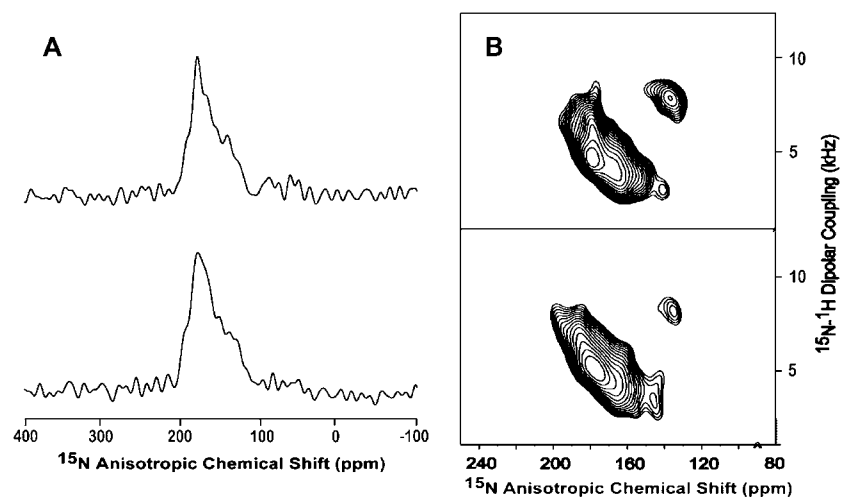 A
B
10
5
10
5
¹⁵N-¹H Dipolar Coupling (kHz)
400 300 200 100 0 -100
¹⁵N Anisotropic Chemical Shift (ppm)
240 200 160 120 80
¹⁵N Anisotropic Chemical Shift (ppm)